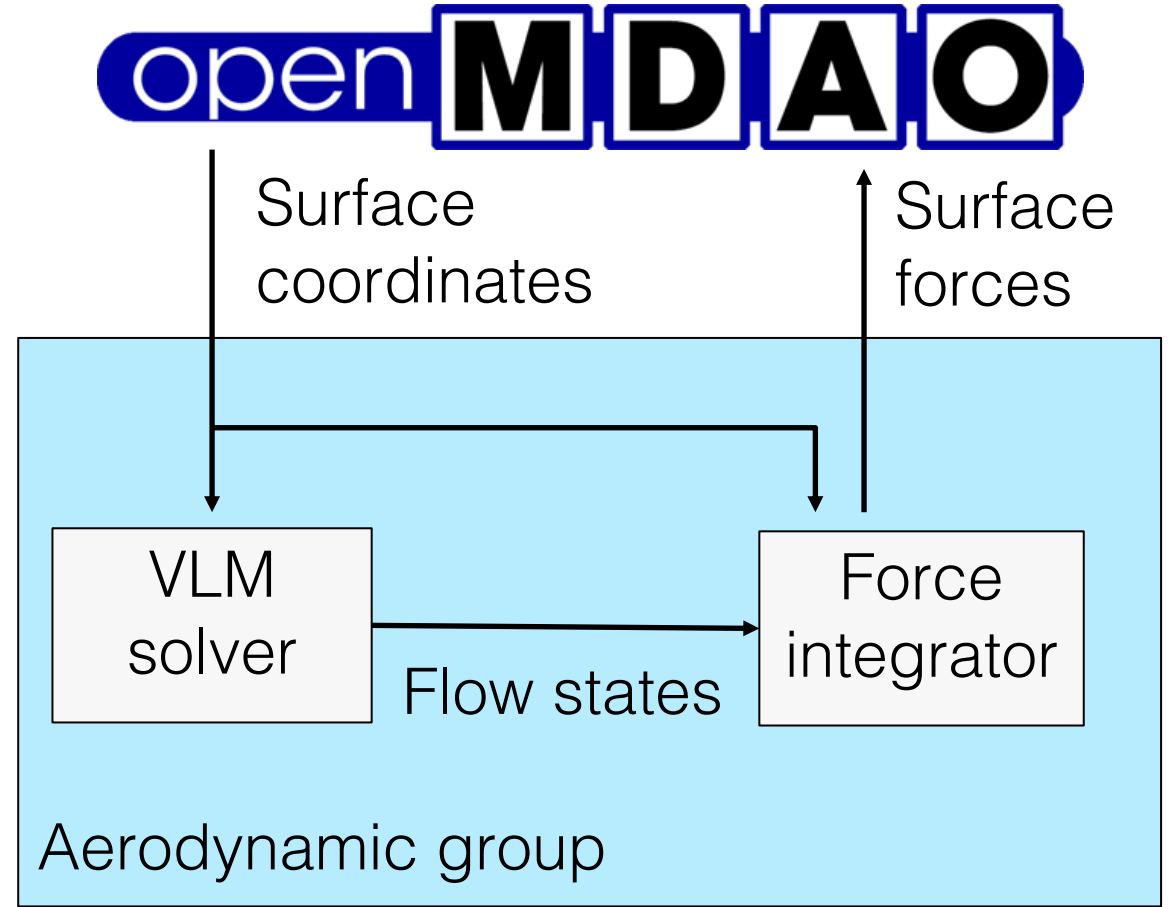 openMDAO
Surface
coordinates
Surface
forces
VLM
solver
Flow states
Force
integrator
Aerodynamic group